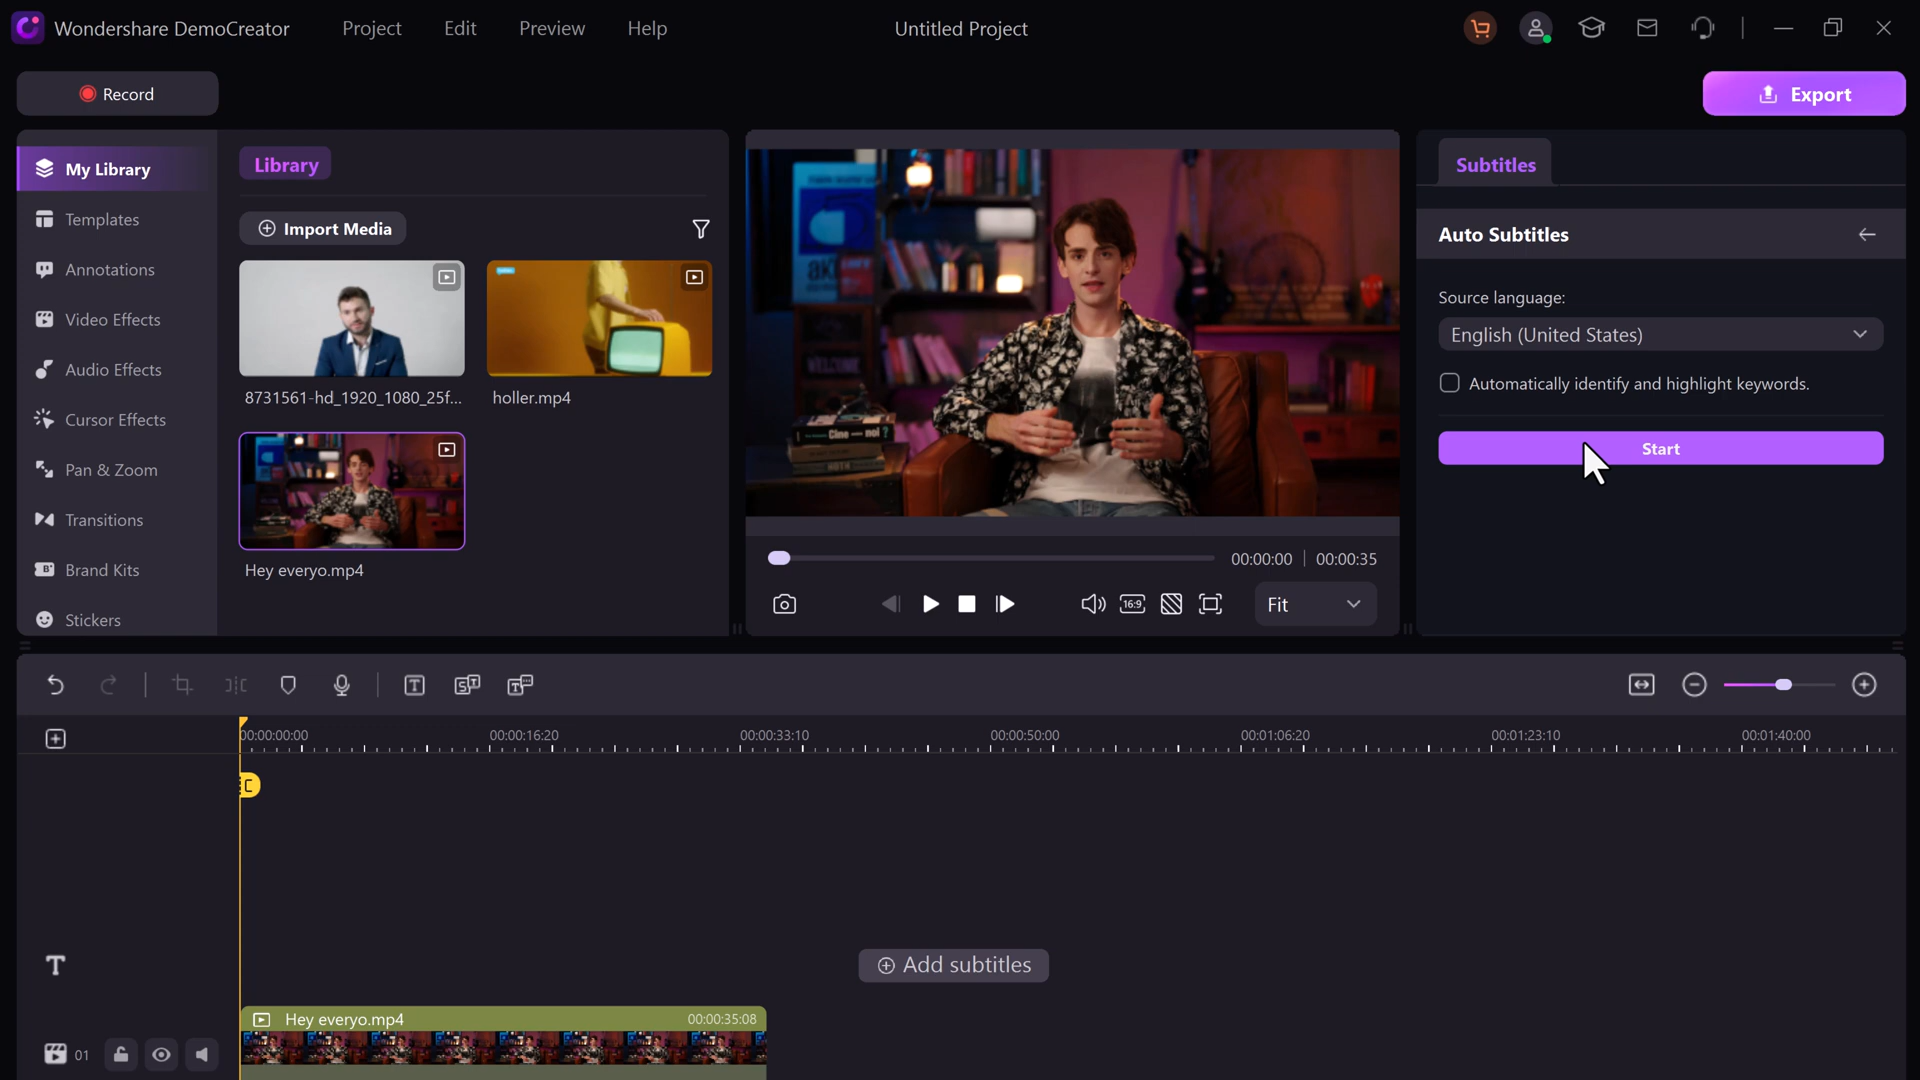 Wondershare DemoCreator
Project
Edit
Preview
Help
Untitled Project
Record
Export
My Library
Templates
Annotations
Video Effects
Audio Effects
Cursor Effects
Pan & Zoom
Transitions
Brand Kits
Stickers
Library
Import Media
8731561-hd_1920_1080_25f...
holler.mp4
Hey everyo.mp4
WELCOME
Cine — noi ?
00:00:00 | 00:00:35
16:9
Fit
Subtitles
Auto Subtitles
Source language:
English (United States)
Automatically identify and highlight keywords.
Start
00:00:00:00
00:00:16:20
00:00:33:10
00:00:50:00
00:01:06:20
00:01:23:10
00:01:40:00
Add subtitles
Hey everyo.mp4
00:00:35:08
01